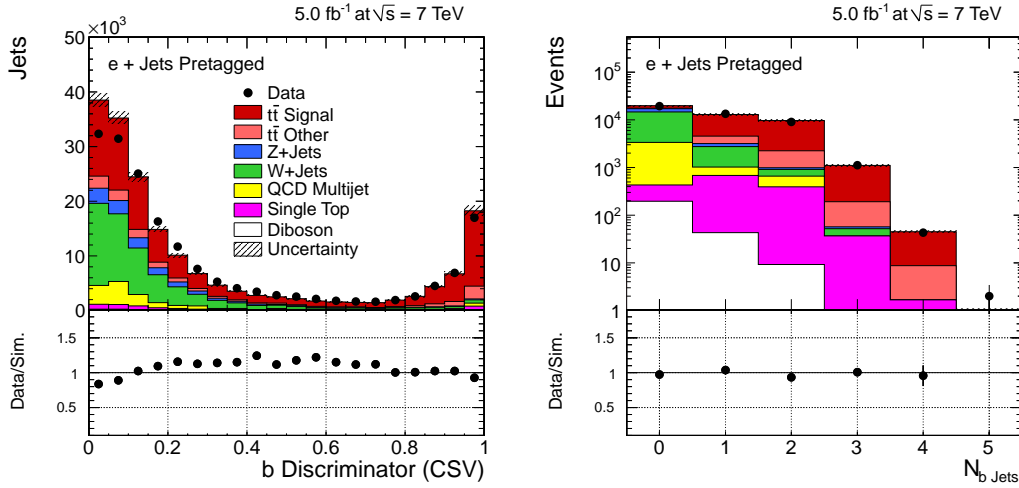 5.0 fb⁻¹ at √s = 7 TeV
×10³
Jets
e + Jets Pretagged
Data
tt̄ Signal
tt̄ Other
Z+Jets
W+Jets
QCD Multijet
Single Top
Diboson
Uncertainty
50
40
30
20
10
0
Data/Sim.
1.5
1
0.5
0 0.2 0.4 0.6 0.8 1
b Discriminator (CSV)
5.0 fb⁻¹ at √s = 7 TeV
Events
e + Jets Pretagged
10⁵
10⁴
10³
10²
10
1
Data/Sim.
1.5
1
0.5
0 1 2 3 4 5
N b Jets